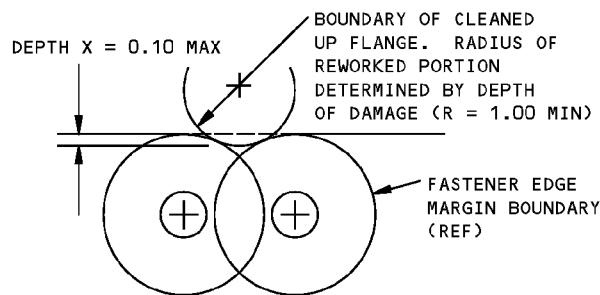 DEPTH X = 0.10 MAX
BOUNDARY OF CLEANED
UP FLANGE. RADIUS OF
REWORKED PORTION
DETERMINED BY DEPTH
OF DAMAGE (R = 1.00 MIN)
FASTENER EDGE
MARGIN BOUNDARY
(REF)